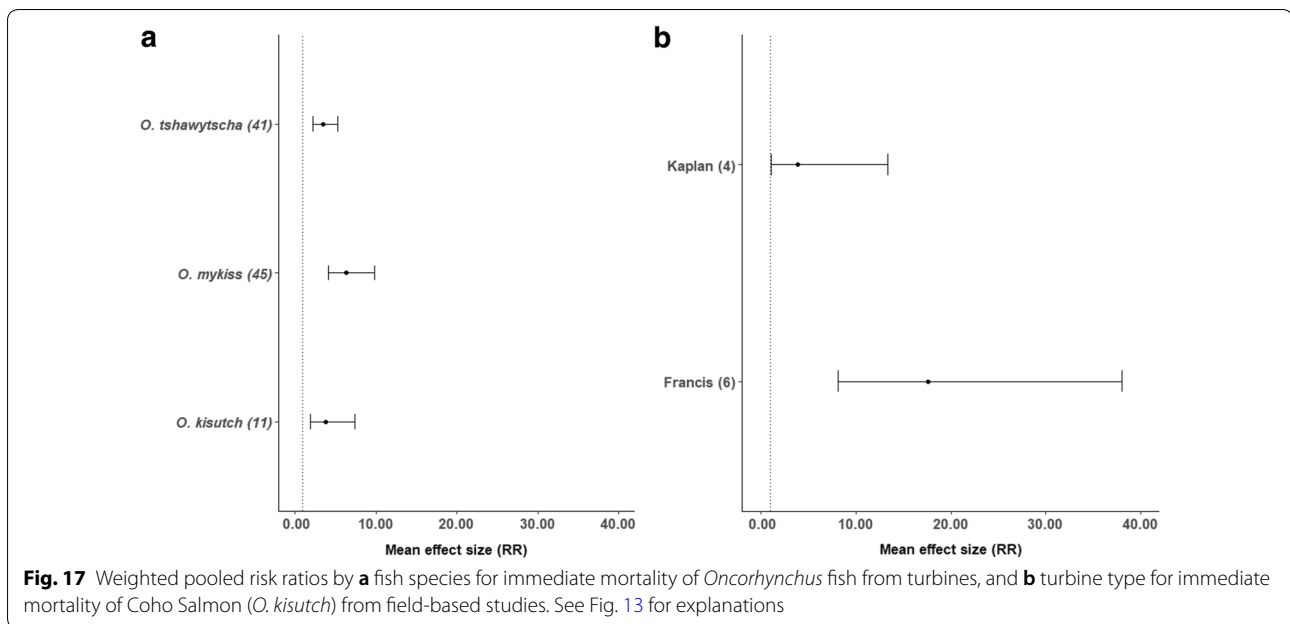 a
O. tshawytscha (41)
O. mykiss (45)
O. kisutch (11)
0.00 10.00 20.00 30.00 40.00
Mean effect size (RR)
b
Kaplan (4)
Francis (6)
0.00 10.00 20.00 30.00 40.00
Mean effect size (RR)
Fig. 17 Weighted pooled risk ratios by a fish species for immediate mortality of Oncorhynchus fish from turbines, and b turbine type for immediate
mortality of Coho Salmon (O. kisutch) from field-based studies. See Fig. 13 for explanations